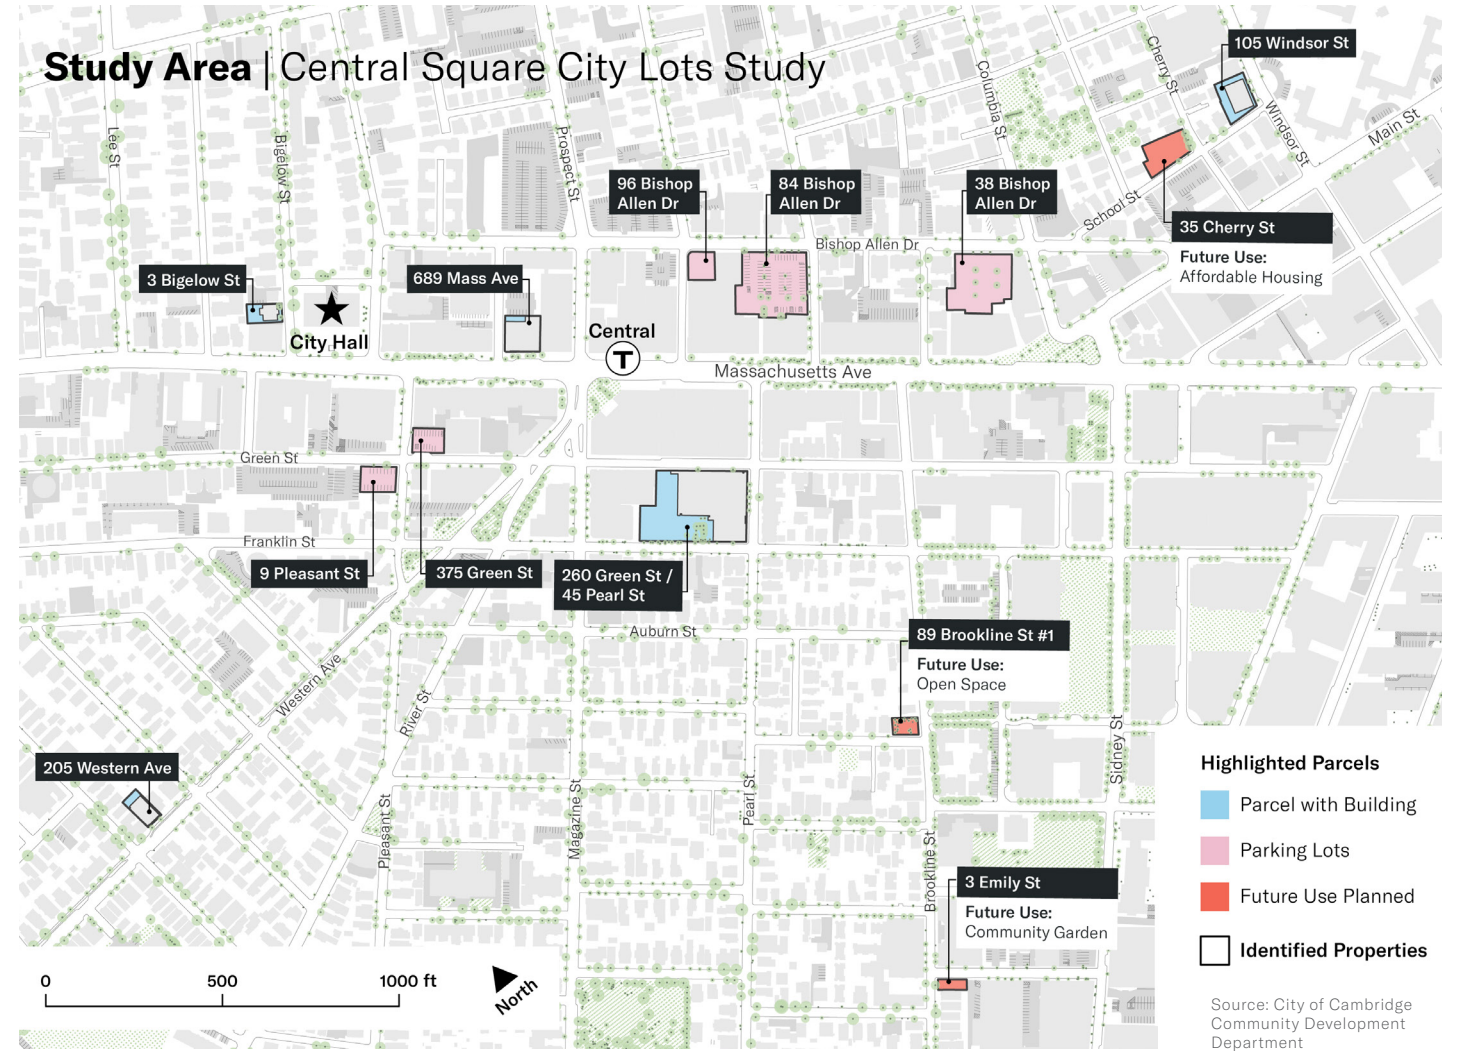 Study Area | Central Square City Lots Study
105 Windsor St
Cherry St
Columbia St
Windsor St
Main St
Lee St
Bigelow St
Prospect St
96 Bishop
Allen Dr
84 Bishop
Allen Dr
38 Bishop
Allen Dr
School St
35 Cherry St
Future Use:
Affordable Housing
Bishop Allen Dr
3 Bigelow St
689 Mass Ave
City Hall
Central
T
Massachusetts Ave
Green St
Franklin St
9 Pleasant St
375 Green St
260 Green St /
45 Pearl St
Auburn St
89 Brookline St #1
Future Use:
Open Space
Western Ave
River St
205 Western Ave
Pleasant St
Magazine St
Pearl St
Brookline St
Sidney St
3 Emily St
Future Use:
Community Garden
Highlighted Parcels
Parcel with Building
Parking Lots
Future Use Planned
Identified Properties
0 500 1000 ft
North
Source: City of Cambridge
Community Development
Department